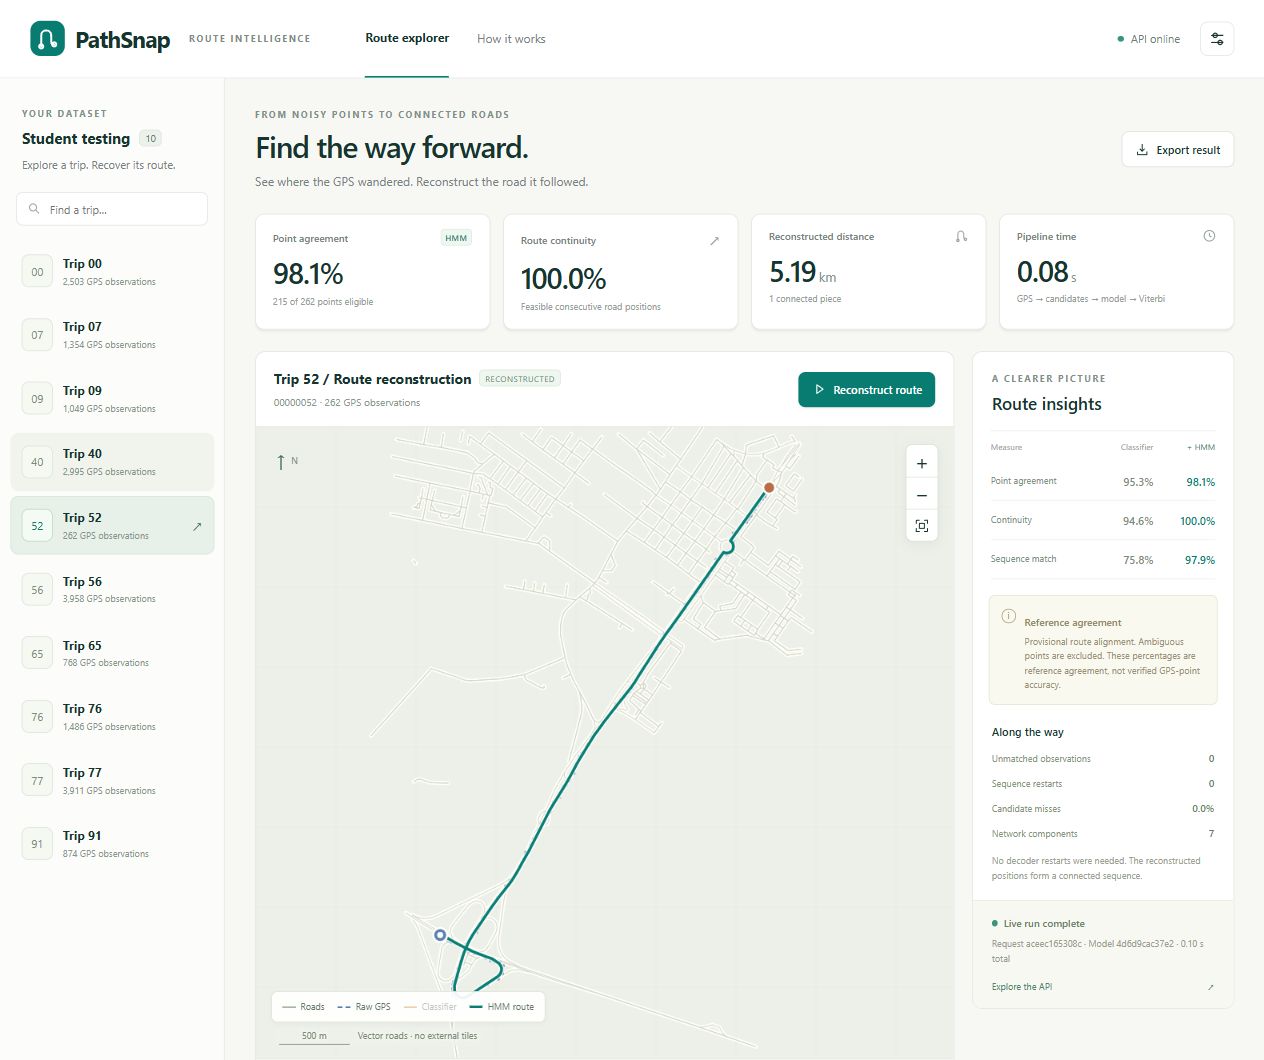 PathSnap
ROUTE INTELLIGENCE
Route explorer
How it works
API online
YOUR DATASET
Student testing 10
Explore a trip. Recover its route.
Find a trip...
00
Trip 00
2,503 GPS observations
07
Trip 07
1,354 GPS observations
09
Trip 09
1,049 GPS observations
40
Trip 40
2,995 GPS observations
52
Trip 52
262 GPS observations
56
Trip 56
3,958 GPS observations
65
Trip 65
768 GPS observations
76
Trip 76
1,486 GPS observations
77
Trip 77
3,911 GPS observations
91
Trip 91
874 GPS observations
FROM NOISY POINTS TO CONNECTED ROADS
Find the way forward.
See where the GPS wandered. Reconstruct the road it followed.
Export result
Point agreement HMM
98.1%
215 of 262 points eligible
Route continuity
100.0%
Feasible consecutive road positions
Reconstructed distance
5.19 km
1 connected piece
Pipeline time
0.08 s
GPS → candidates → model → Viterbi
Trip 52 / Route reconstruction RECONSTRUCTED
00000052 · 262 GPS observations
Reconstruct route
N
+
−
Roads
Raw GPS
Classifier
HMM route
500 m
Vector roads · no external tiles
A CLEARER PICTURE
Route insights
Measure Classifier + HMM
Point agreement 95.3% 98.1%
Continuity 94.6% 100.0%
Sequence match 75.8% 97.9%
Reference agreement
Provisional route alignment. Ambiguous
points are excluded. These percentages are
reference agreement, not verified GPS-point
accuracy.
Along the way
Unmatched observations 0
Sequence restarts 0
Candidate misses 0.0%
Network components 7
No decoder restarts were needed. The reconstructed
positions form a connected sequence.
Live run complete
Request aceec165308c · Model 4d6d9cac37e2 · 0.10 s
total
Explore the API ↗